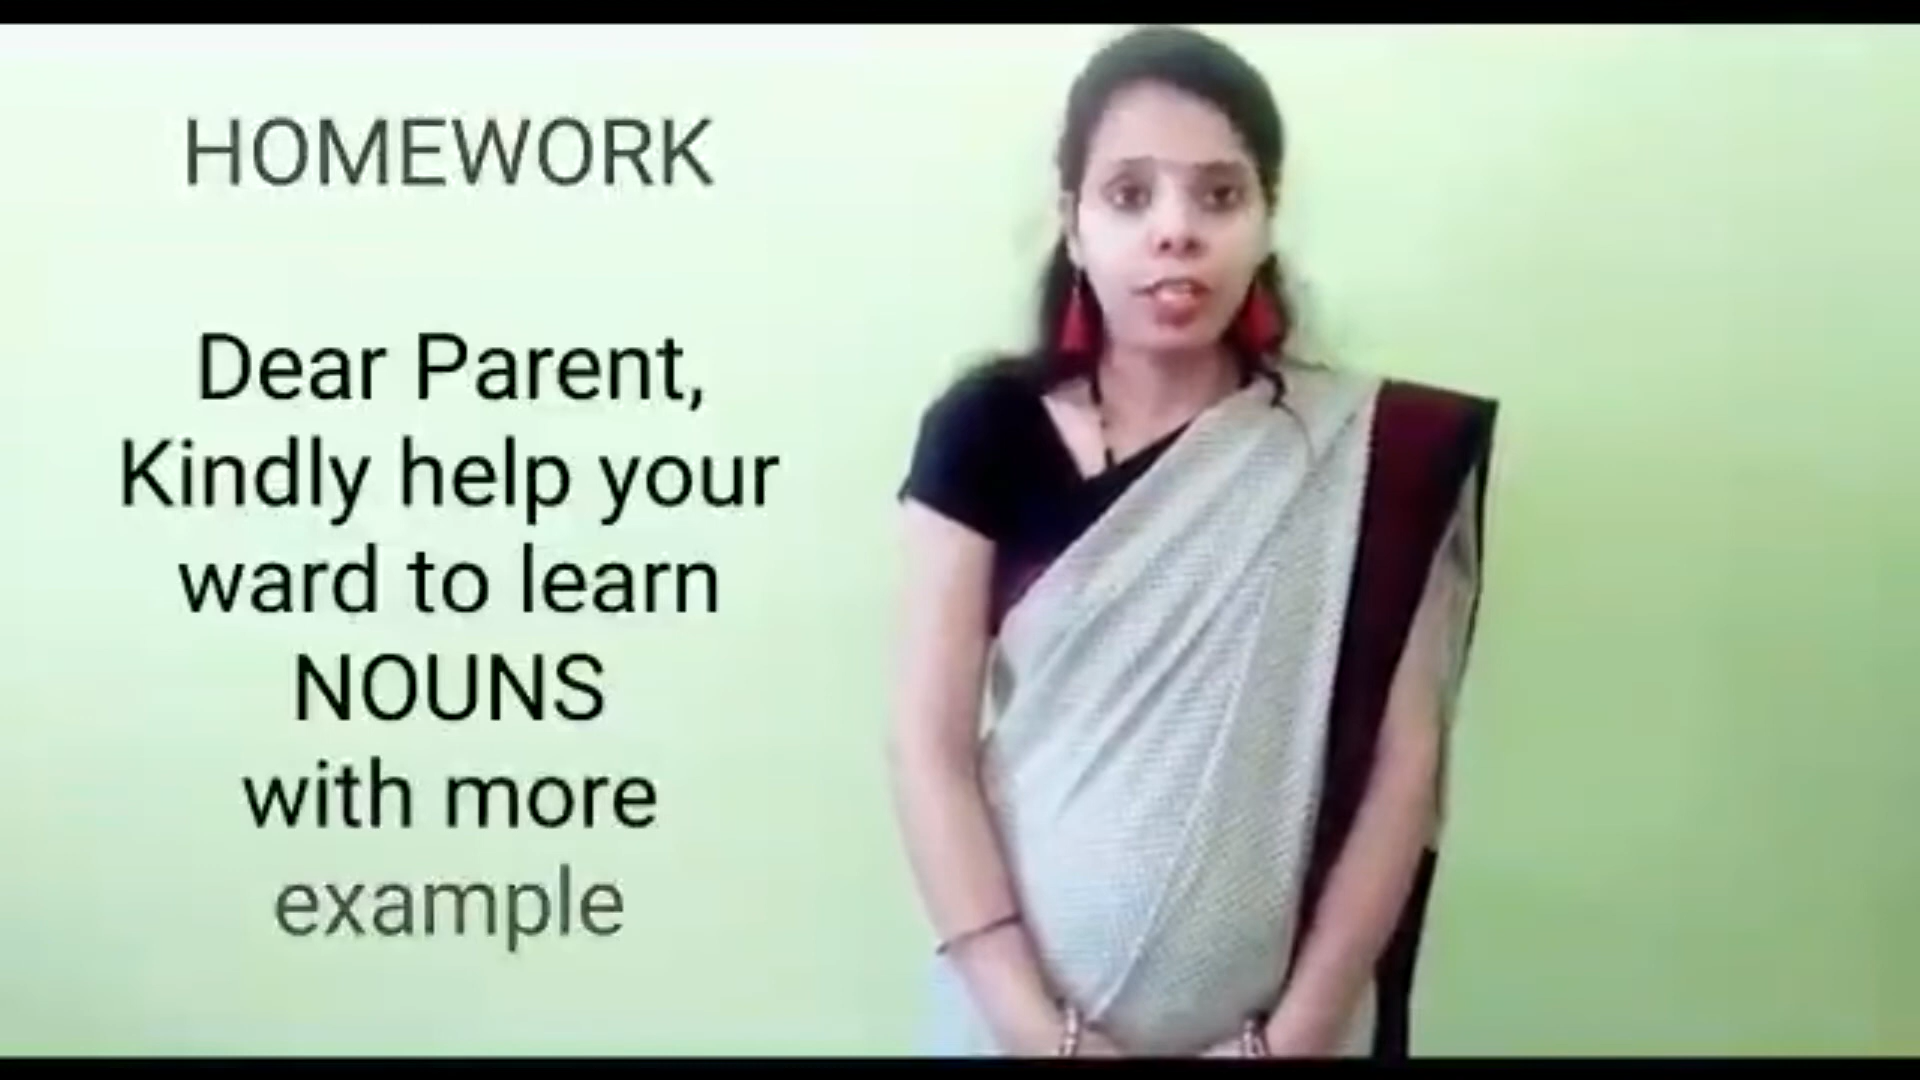 HOMEWORK
Dear Parent,
Kindly help your
ward to learn
NOUNS
with more
example